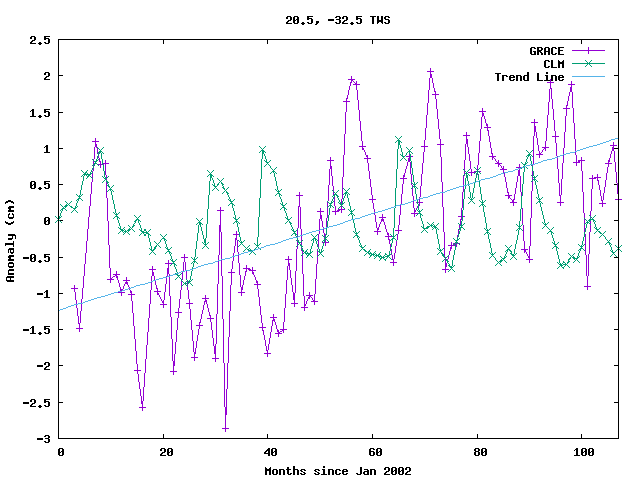 20.5, -32.5 TWS
GRACE
CLM
Trend Line
2.5
2
1.5
1
0.5
0
-0.5
-1
-1.5
-2
-2.5
-3
Anomaly (cm)
0 20 40 60 80 100
Months since Jan 2002